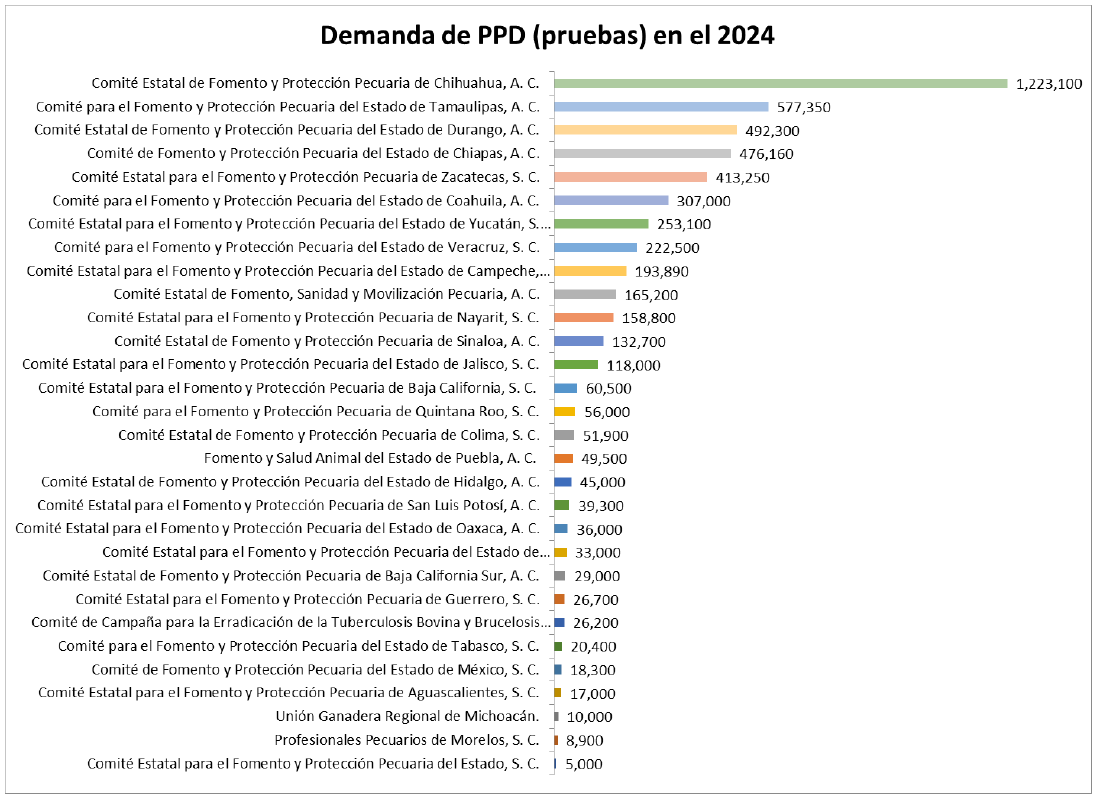 Demanda de PPD (pruebas) en el 2024
Comité Estatal de Fomento y Protección Pecuaria de Chihuahua, A. C. 1,223,100
Comité para el Fomento y Protección Pecuaria del Estado de Tamaulipas, A. C. 577,350
Comité Estatal de Fomento y Protección Pecuaria del Estado de Durango, A. C. 492,300
Comité de Fomento y Protección Pecuaria del Estado de Chiapas, A. C. 476,160
Comité Estatal para el Fomento y Protección Pecuaria de Zacatecas, S. C. 413,250
Comité para el Fomento y Protección Pecuaria del Estado de Coahuila, A. C. 307,000
Comité Estatal para el Fomento y Protección Pecuaria del Estado de Yucatán, S.... 253,100
Comité para el Fomento y Protección Pecuaria del Estado de Veracruz, S. C. 222,500
Comité Estatal para el Fomento y Protección Pecuaria del Estado de Campeche,... 193,890
Comité Estatal de Fomento, Sanidad y Movilización Pecuaria, A. C. 165,200
Comité Estatal para el Fomento y Protección Pecuaria de Nayarit, S. C. 158,800
Comité Estatal de Fomento y Protección Pecuaria de Sinaloa, A. C. 132,700
Comité Estatal para el Fomento y Protección Pecuaria del Estado de Jalisco, S. C. 118,000
Comité Estatal para el Fomento y Protección Pecuaria de Baja California, S. C. 60,500
Comité para el Fomento y Protección Pecuaria de Quintana Roo, S. C. 56,000
Comité Estatal de Fomento y Protección Pecuaria de Colima, S. C. 51,900
Fomento y Salud Animal del Estado de Puebla, A. C. 49,500
Comité Estatal de Fomento y Protección Pecuaria del Estado de Hidalgo, A. C. 45,000
Comité Estatal para el Fomento y Protección Pecuaria de San Luis Potosí, A. C. 39,300
Comité Estatal para el Fomento y Protección Pecuaria del Estado de Oaxaca, A. C. 36,000
Comité Estatal para el Fomento y Protección Pecuaria del Estado de... 33,000
Comité Estatal de Fomento y Protección Pecuaria de Baja California Sur, A. C. 29,000
Comité Estatal para el Fomento y Protección Pecuaria de Guerrero, S. C. 26,700
Comité de Campaña para la Erradicación de la Tuberculosis Bovina y Brucelosis... 26,200
Comité para el Fomento y Protección Pecuaria del Estado de Tabasco, S. C. 20,400
Comité de Fomento y Protección Pecuaria del Estado de México, S. C. 18,300
Comité Estatal para el Fomento y Protección Pecuaria de Aguascalientes, S. C. 17,000
Unión Ganadera Regional de Michoacán. 10,000
Profesionales Pecuarios de Morelos, S. C. 8,900
Comité Estatal para el Fomento y Protección Pecuaria del Estado, S. C. 5,000